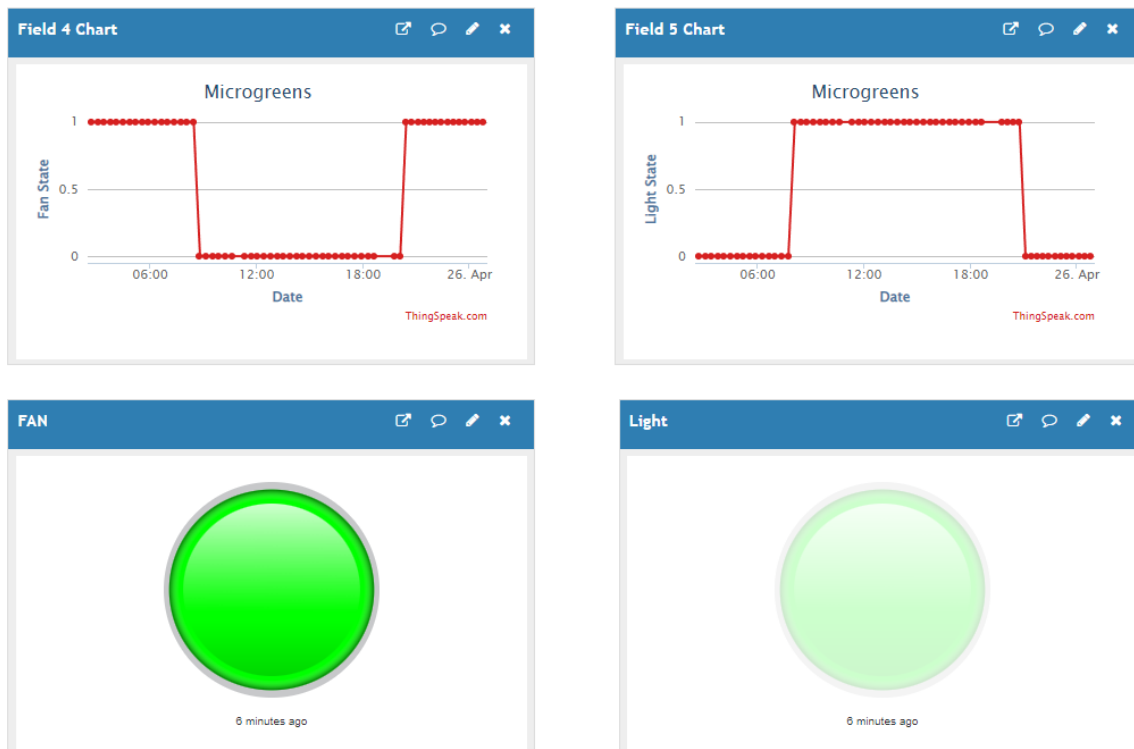 Field 4 Chart
Microgreens
1
0.5
0
Fan State
06:00 12:00 18:00 26. Apr
Date
ThingSpeak.com
Field 5 Chart
Microgreens
1
0.5
0
Light State
06:00 12:00 18:00 26. Apr
Date
ThingSpeak.com
FAN
6 minutes ago
Light
6 minutes ago